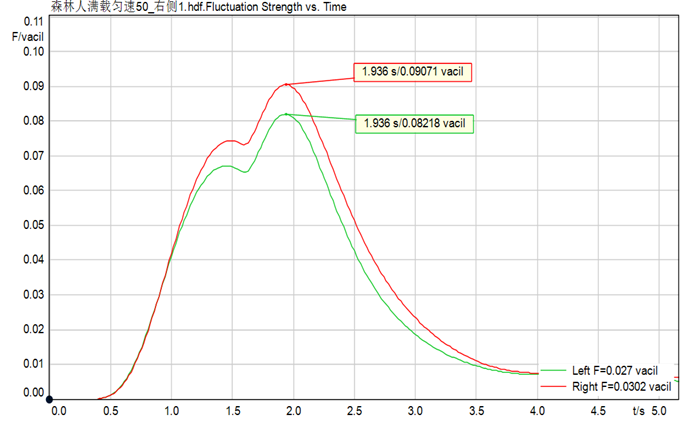 森林人满载匀速50_右侧1.hdf.Fluctuation Strength vs. Time
0.11
F/vacil
0.10
0.09
0.08
0.07
0.06
0.05
0.04
0.03
0.02
0.01
0.00
1.936 s/0.09071 vacil
1.936 s/0.08218 vacil
Left F=0.027 vacil
Right F=0.0302 vacil
0.0 0.5 1.0 1.5 2.0 2.5 3.0 3.5 4.0 4.5 t/s 5.0